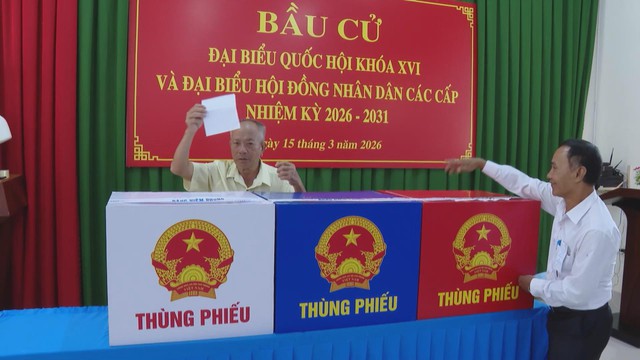 BẦU CỬ
ĐẠI BIỂU QUỐC HỘI KHÓA XVI
VÀ ĐẠI BIỂU HỘI ĐỒNG NHÂN DÂN CÁC CẤP
NHIỆM KỲ 2026 - 2031
gày 15 tháng 3 năm 2026
THÙNG PHIẾU
THÙNG PHIẾU
THÙNG PHIẾU